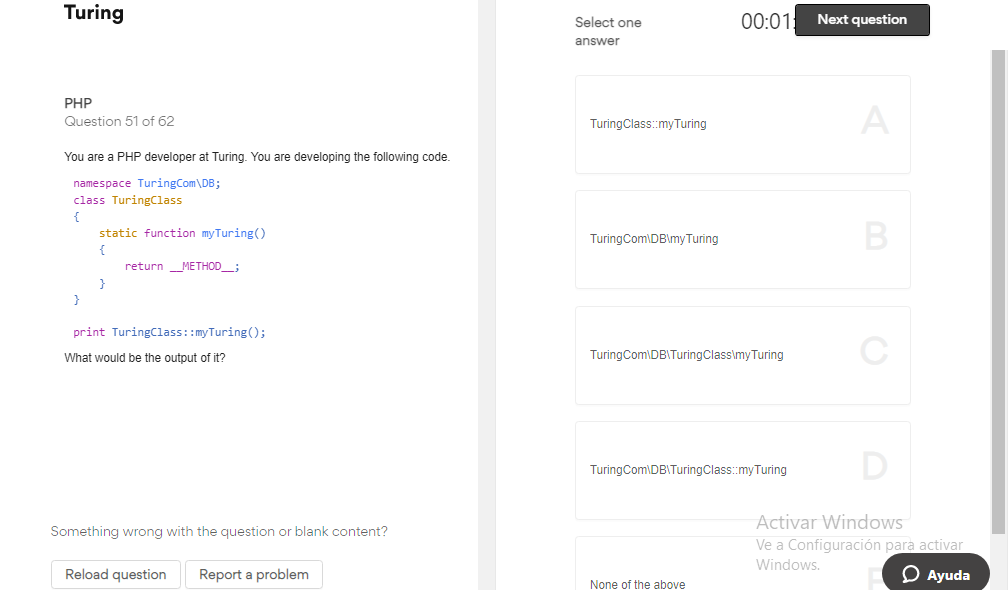 Turing
PHP
Question 51 of 62
You are a PHP developer at Turing. You are developing the following code.
namespace TuringCom\DB;
class TuringClass
{
static function myTuring()
{
return __METHOD__;
}
}
print TuringClass::myTuring();
What would be the output of it?
Something wrong with the question or blank content?
Reload question
Report a problem
Select one
answer
00:01:
Next question
TuringClass::myTuring
A
TuringCom\DB\myTuring
B
TuringCom\DB\TuringClass\myTuring
C
TuringCom\DB\TuringClass::myTuring
D
None of the above
Activar Windows
Ve a Configuración para activar
Windows.
Ayuda